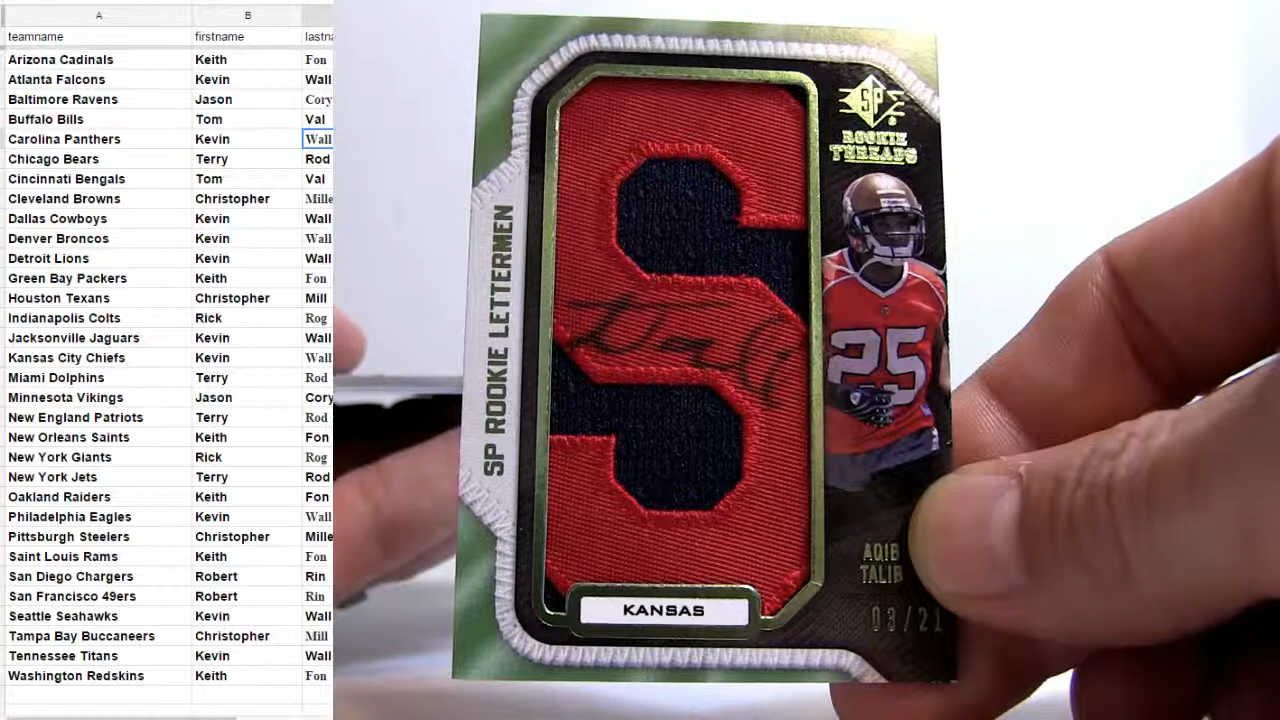 A B
teamname firstname lastna
Arizona Cadinals Keith Fon
Atlanta Falcons Kevin Wall
Baltimore Ravens Jason Cory
Buffalo Bills Tom Val
Carolina Panthers Kevin Wall
Chicago Bears Terry Rod
Cincinnati Bengals Tom Val
Cleveland Browns Christopher Mille
Dallas Cowboys Kevin Wall
Denver Broncos Kevin Wall
Detroit Lions Kevin Wall
Green Bay Packers Keith Fon
Houston Texans Christopher Mill
Indianapolis Colts Rick Rog
Jacksonville Jaguars Kevin Wall
Kansas City Chiefs Kevin Wall
Miami Dolphins Terry Rod
Minnesota Vikings Jason Cory
New England Patriots Terry Rod
New Orleans Saints Keith Fon
New York Giants Rick Rog
New York Jets Terry Rod
Oakland Raiders Keith Fon
Philadelphia Eagles Kevin Wall
Pittsburgh Steelers Christopher Mille
Saint Louis Rams Keith Fon
San Diego Chargers Robert Rin
San Francisco 49ers Robert Rin
Seattle Seahawks Kevin Wall
Tampa Bay Buccaneers Christopher Mill
Tennessee Titans Kevin Wall
Washington Redskins Keith Fon
SP ROOKIE LETTERMEN
S
KANSAS
SP
ROOKIE
THREADS
25
AQIB
TALIB
03/21